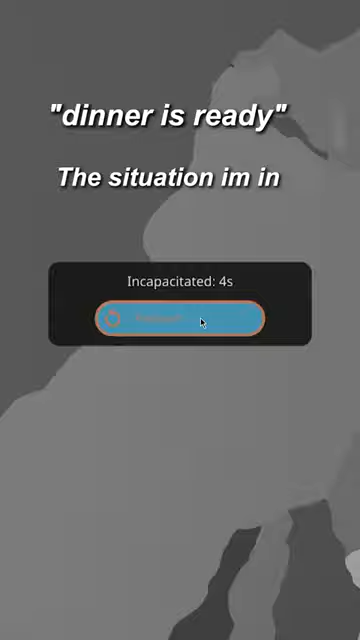 "dinner is ready"
The situation im in
Incapacitated: 4s